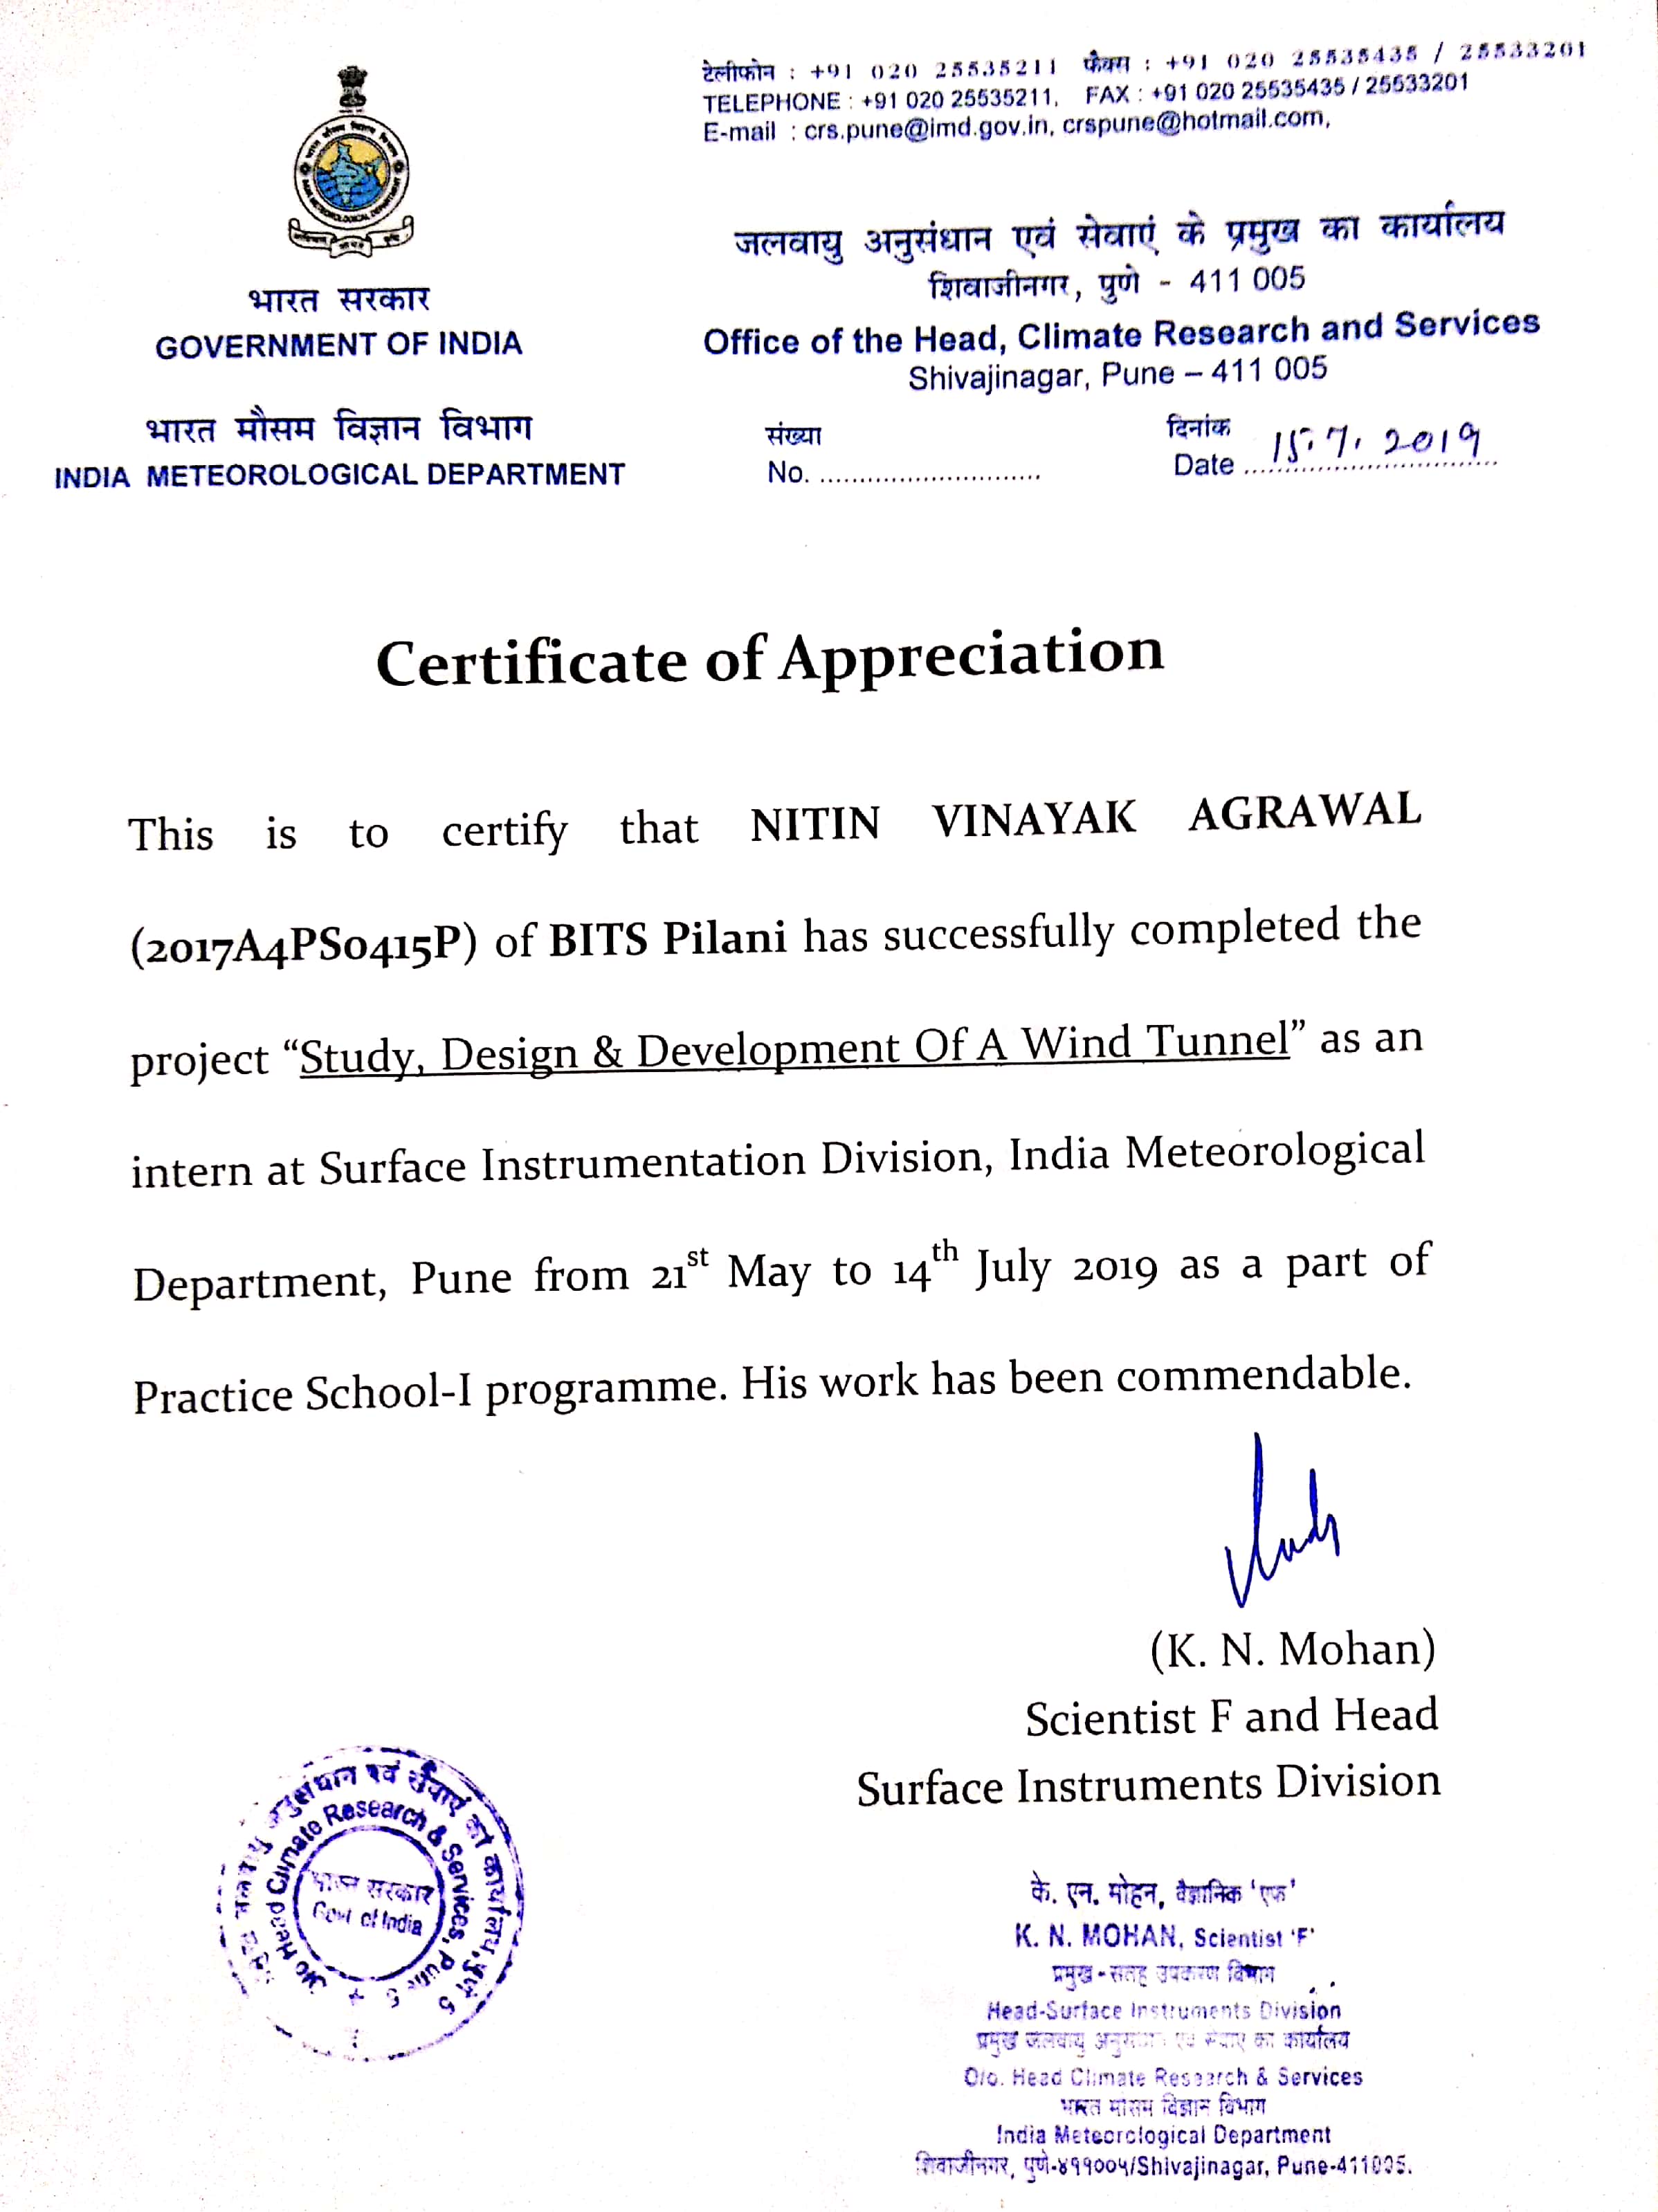 टेलीफोन : +91 020 25535211 फैक्स : +91 020 25535435 / 25533201
TELEPHONE : +91 020 25535211, FAX : +91 020 25535435 / 25533201
E-mail : crs.pune@imd.gov.in, crspune@hotmail.com,
भारत सरकार
GOVERNMENT OF INDIA
भारत मौसम विज्ञान विभाग
INDIA METEOROLOGICAL DEPARTMENT
जलवायु अनुसंधान एवं सेवाएं के प्रमुख का कार्यालय
शिवाजीनगर, पुणे - 411 005
Office of the Head, Climate Research and Services
Shivajinagar, Pune – 411 005
संख्या
No. ............................
दिनांक
Date 15.7.2019
Certificate of Appreciation
This is to certify that NITIN VINAYAK AGRAWAL
(2017A4PS0415P) of BITS Pilani has successfully completed the
project “Study, Design & Development Of A Wind Tunnel” as an
intern at Surface Instrumentation Division, India Meteorological
Department, Pune from 21st May to 14th July 2019 as a part of
Practice School-I programme. His work has been commendable.
(K. N. Mohan)
Scientist F and Head
Surface Instruments Division
अनुसंधान एवं सेवाएं का कार्यालय, पुणे 5
O/o Head Climate Research & Services, Pune 5
भारत सरकार
Govt of India
के. एन. मोहन, वैज्ञानिक 'एफ'
K. N. MOHAN, Scientist 'F'
प्रमुख - सतह उपकरण विभाग
Head-Surface Instruments Division
प्रमुख जलवायु का कार्यालय
O/o. Head Climate Research & Services
भारत मौसम विज्ञान विभाग
India Meteorological Department
शिवाजीनगर, पुणे-४११००५/Shivajinagar, Pune-411005.